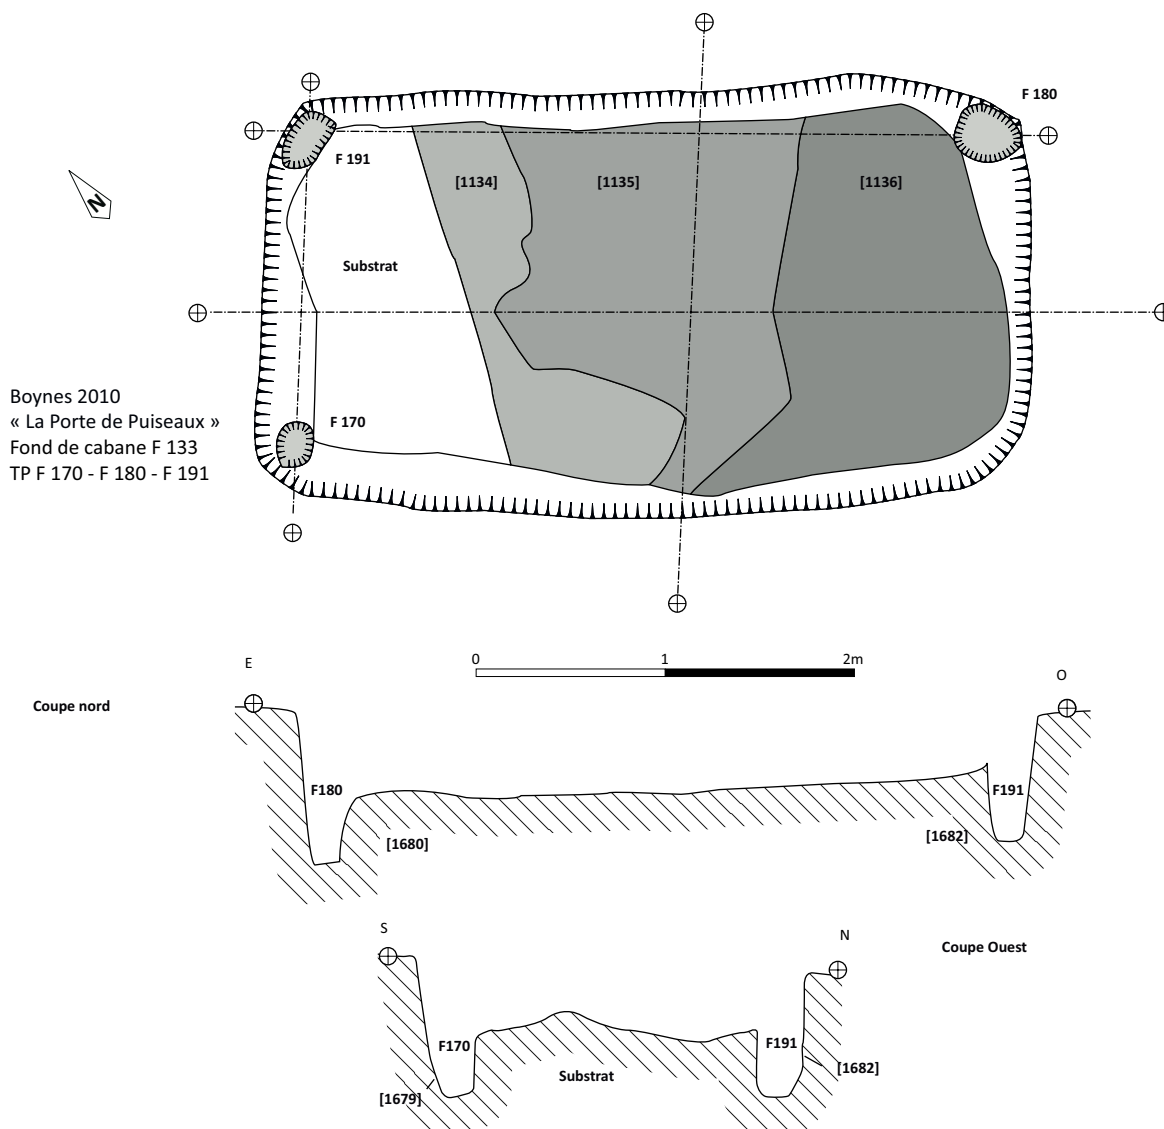 F 180
F 191
[1134]
[1135]
[1136]
N
Substrat
Boynes 2010
« La Porte de Puiseaux »
Fond de cabane F 133
TP F 170 - F 180 - F 191
F 170
0 1 2m
E
O
Coupe nord
F180
F191
[1680]
[1682]
S
N
Coupe Ouest
F170
F191
Substrat
[1682]
[1679]